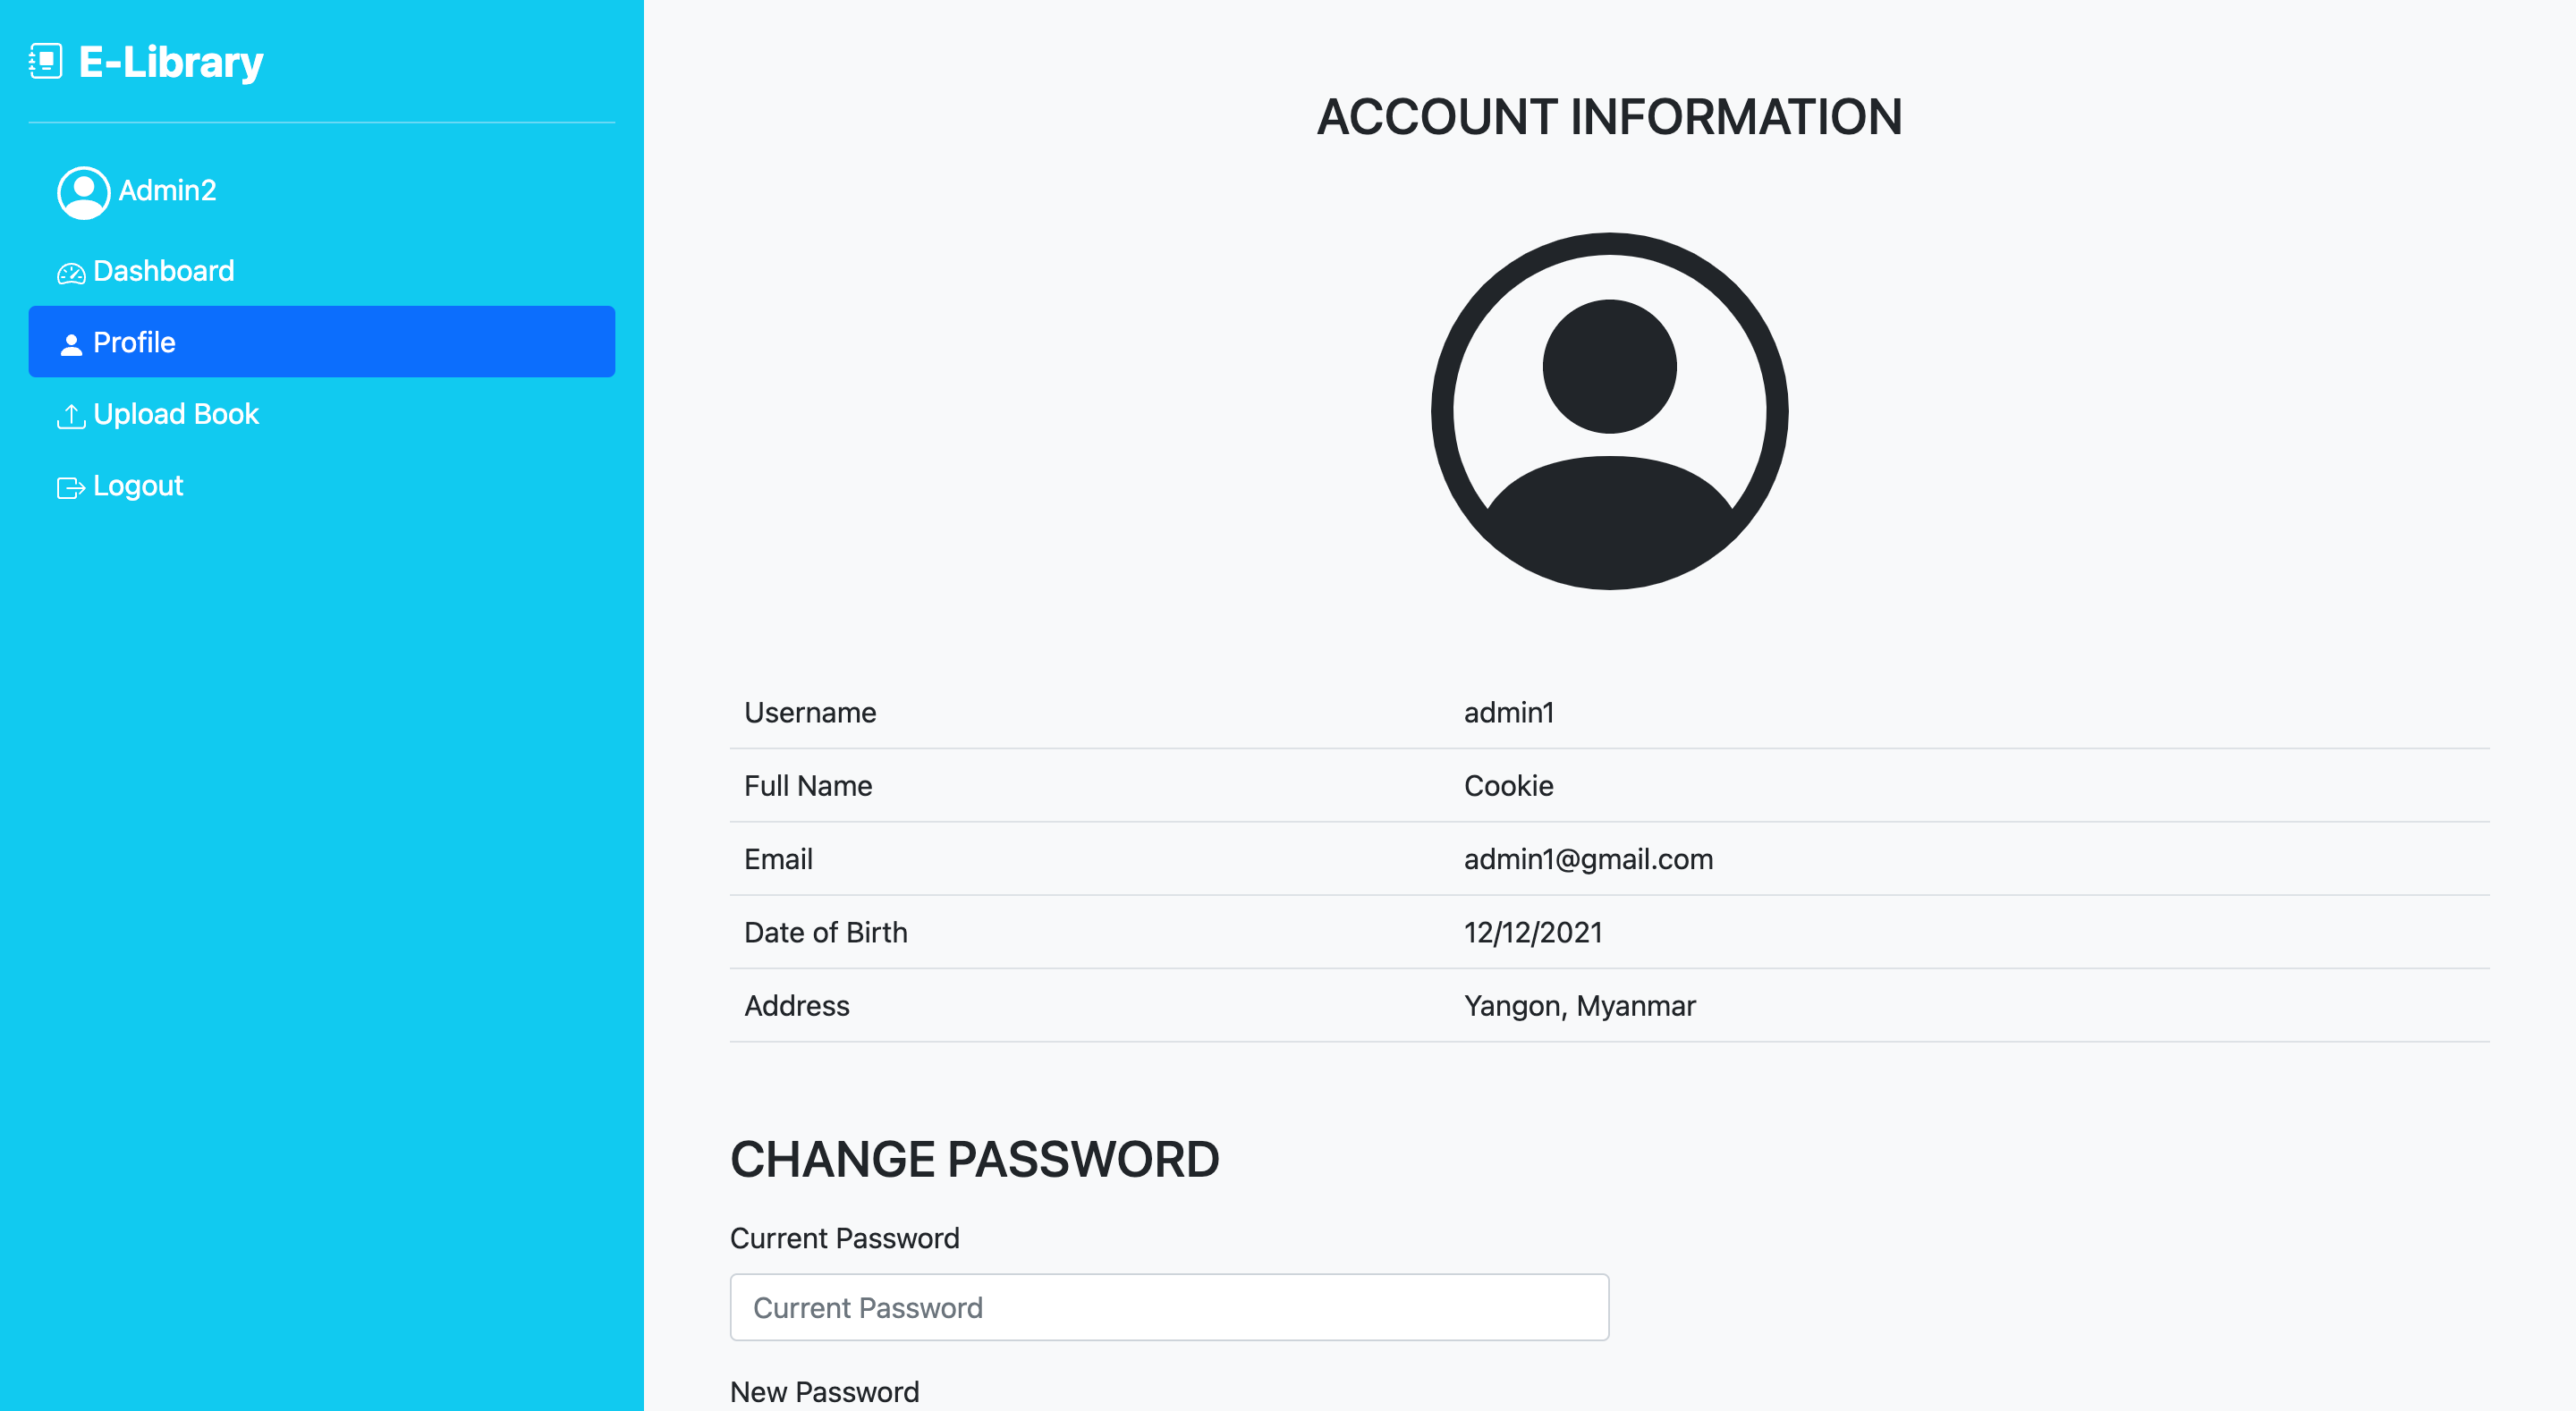 E-Library
Admin2
Dashboard
Profile
Upload Book
Logout
ACCOUNT INFORMATION
Username admin1
Full Name Cookie
Email admin1@gmail.com
Date of Birth 12/12/2021
Address Yangon, Myanmar
CHANGE PASSWORD
Current Password
Current Password
New Password